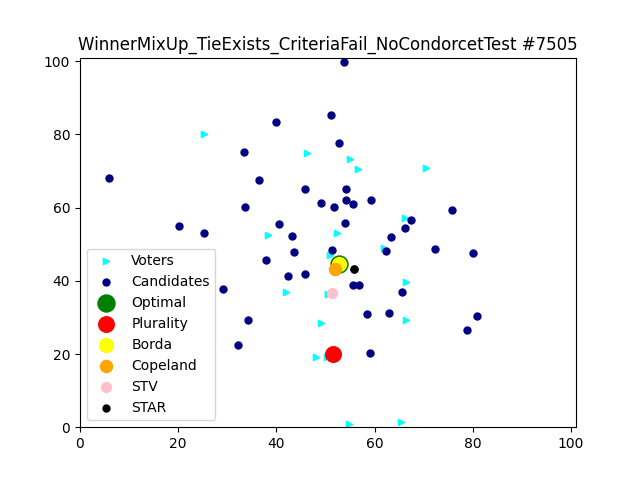 WinnerMixUp_TieExists_CriteriaFail_NoCondorcetTest #7505
100
80
60
40
20
0
Voters
Candidates
Optimal
Plurality
Borda
Copeland
STV
STAR
0 20 40 60 80 100